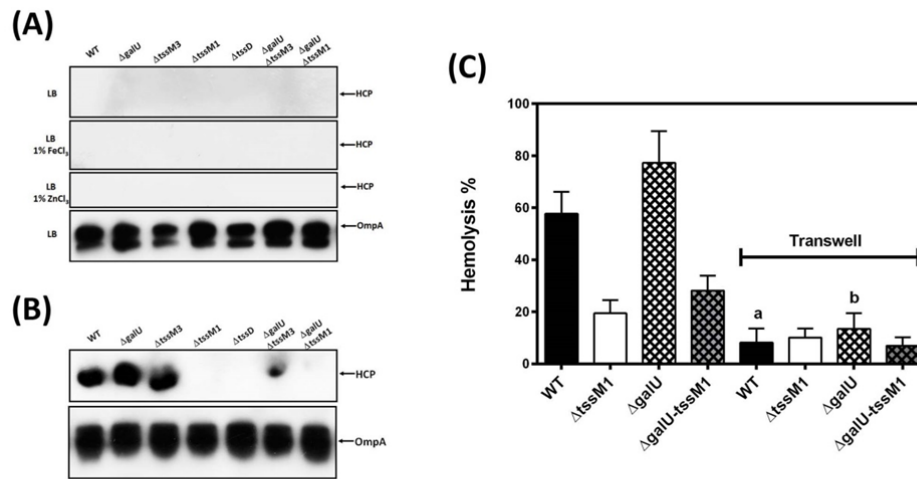 (A)
WT
ΔgalU
ΔtssM3
ΔtssM1
ΔtssD
ΔgalU
ΔtssM3
ΔgalU
ΔtssM1
LB
HCP
LB
1% FeCl3
HCP
LB
1% ZnCl3
HCP
LB
OmpA
(B)
WT
ΔgalU
ΔtssM3
ΔtssM1
ΔtssD
ΔgalU
ΔtssM3
ΔgalU
ΔtssM1
HCP
OmpA
(C)
Hemolysis %
100
80
60
40
20
0
Transwell
a
b
WT
ΔtssM1
ΔgalU
ΔgalU-tssM1
WT
ΔtssM1
ΔgalU
ΔgalU-tssM1